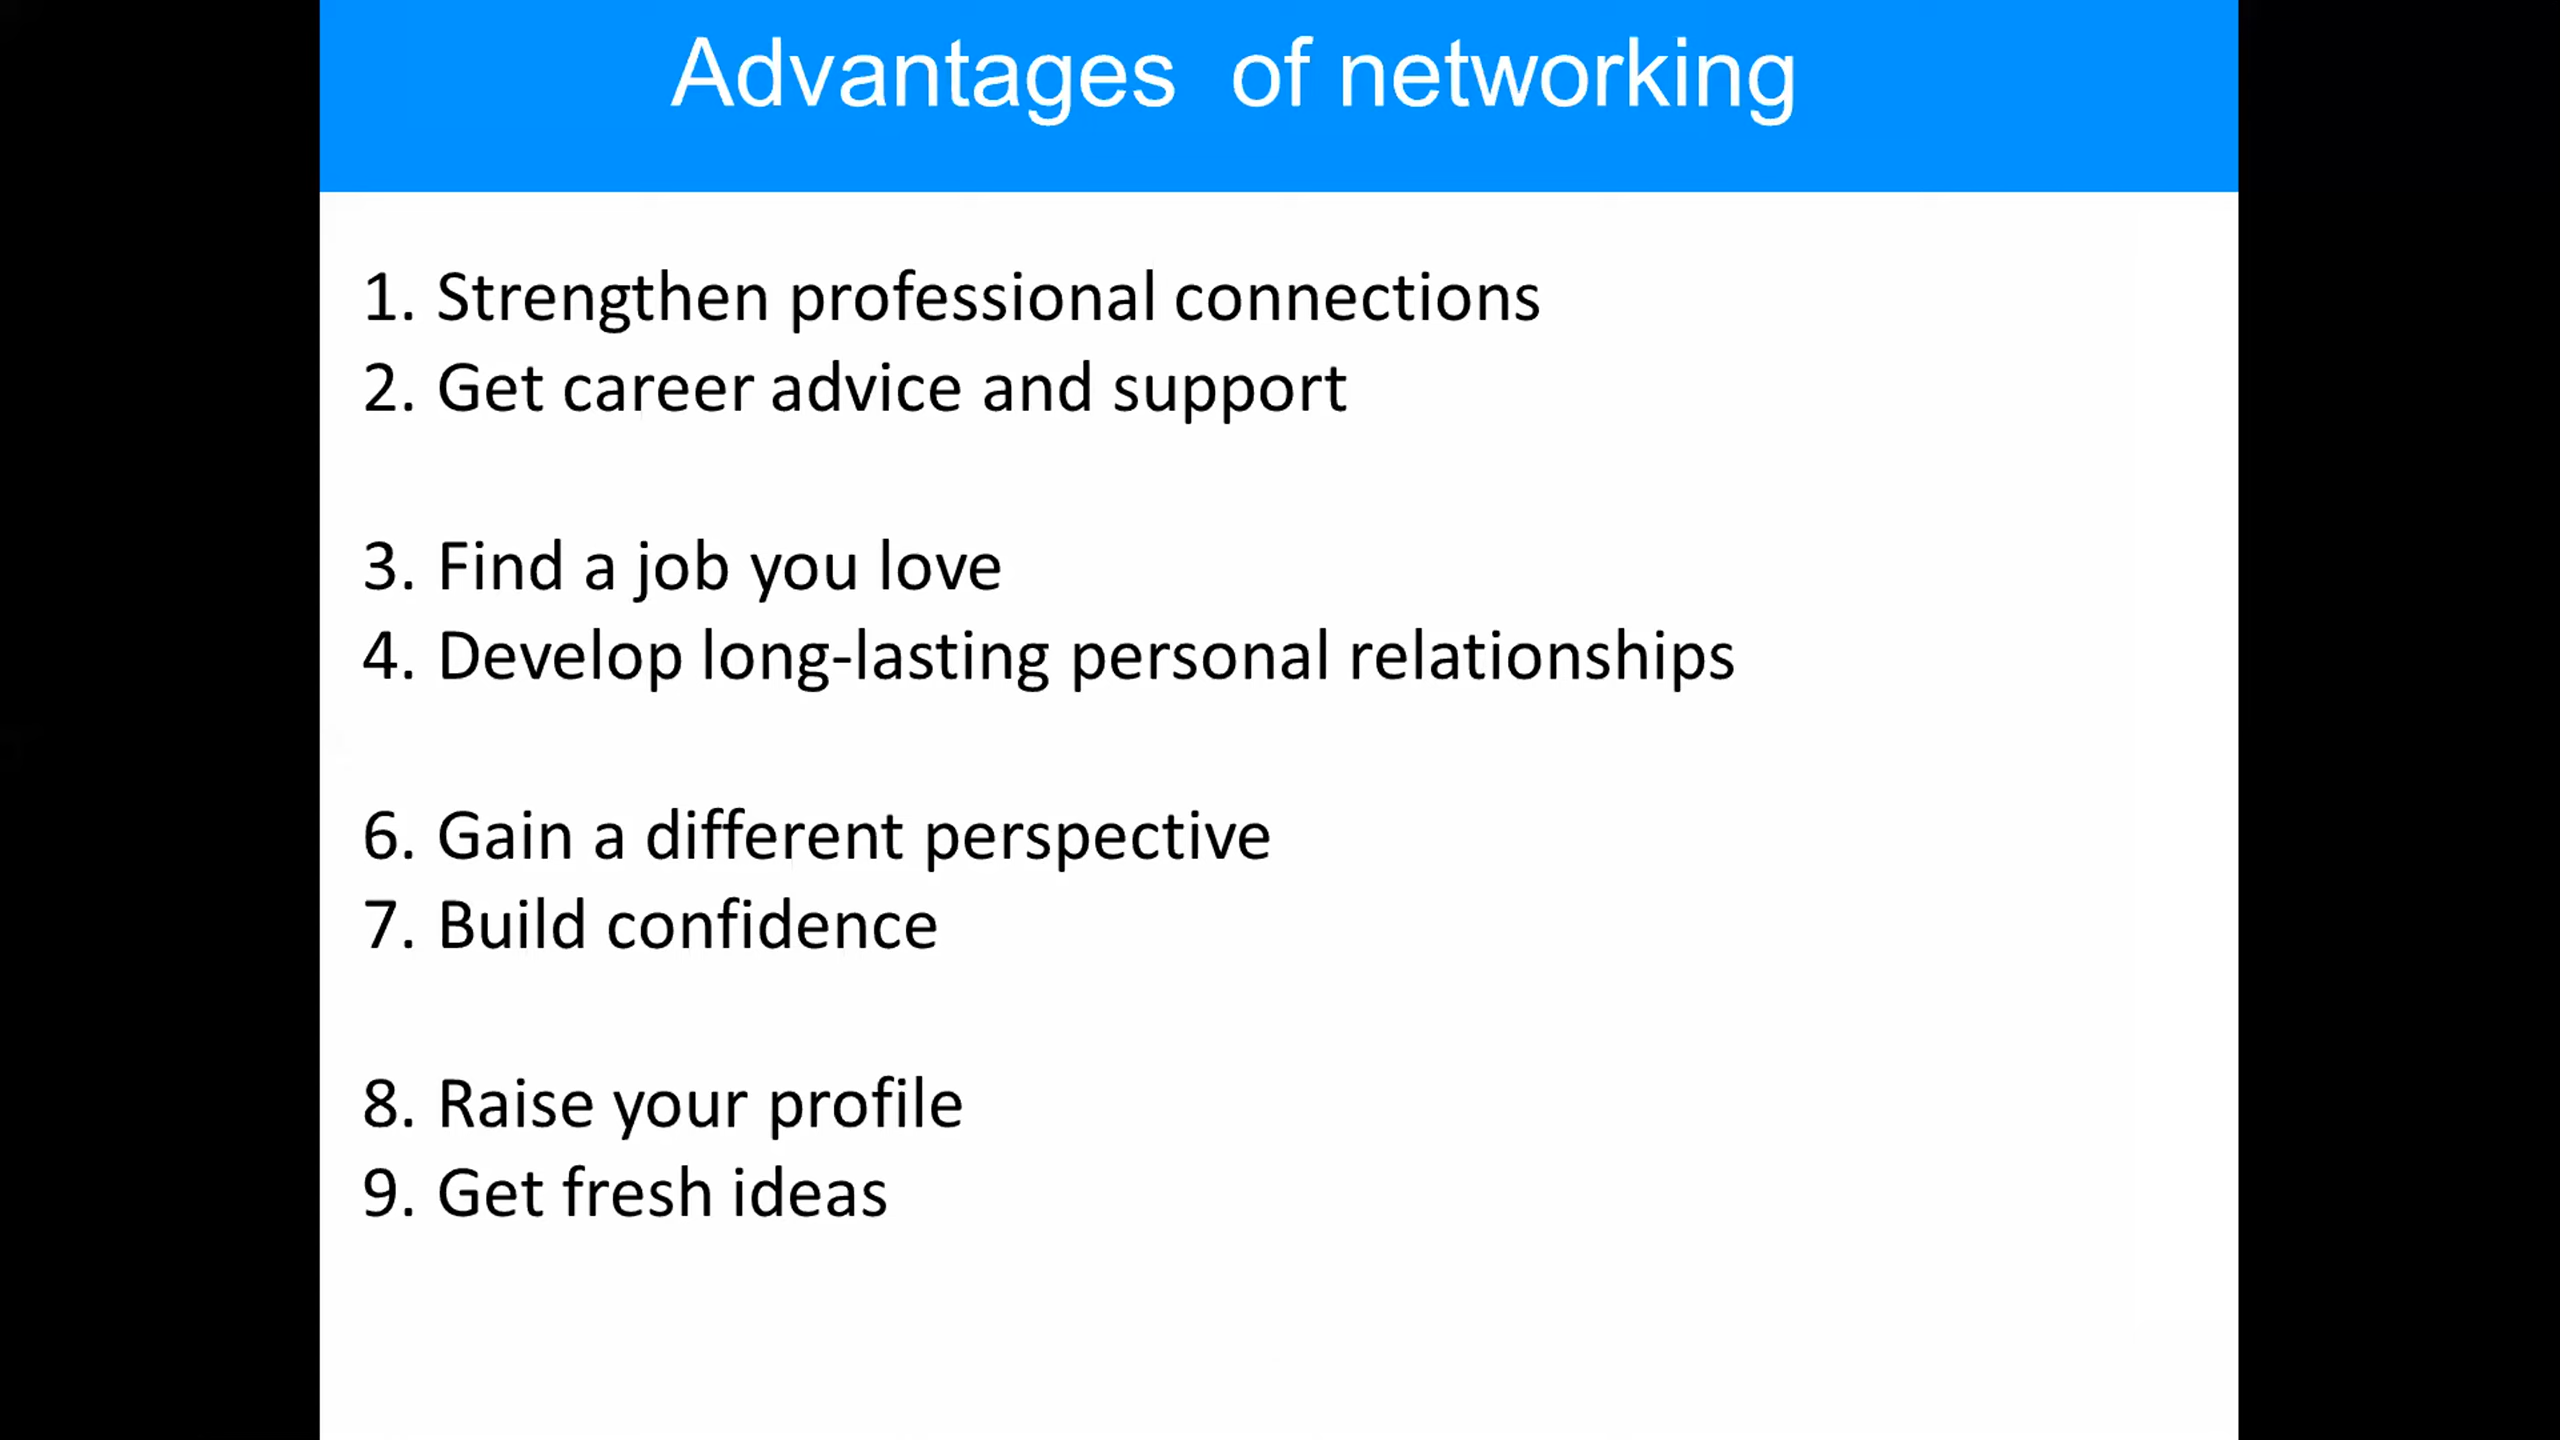 Advantages  of networking
1. Strengthen professional connections
2. Get career advice and support
3. Find a job you love
4. Develop long-lasting personal relationships
6. Gain a different perspective
7. Build confidence
8. Raise your profile
9. Get fresh ideas